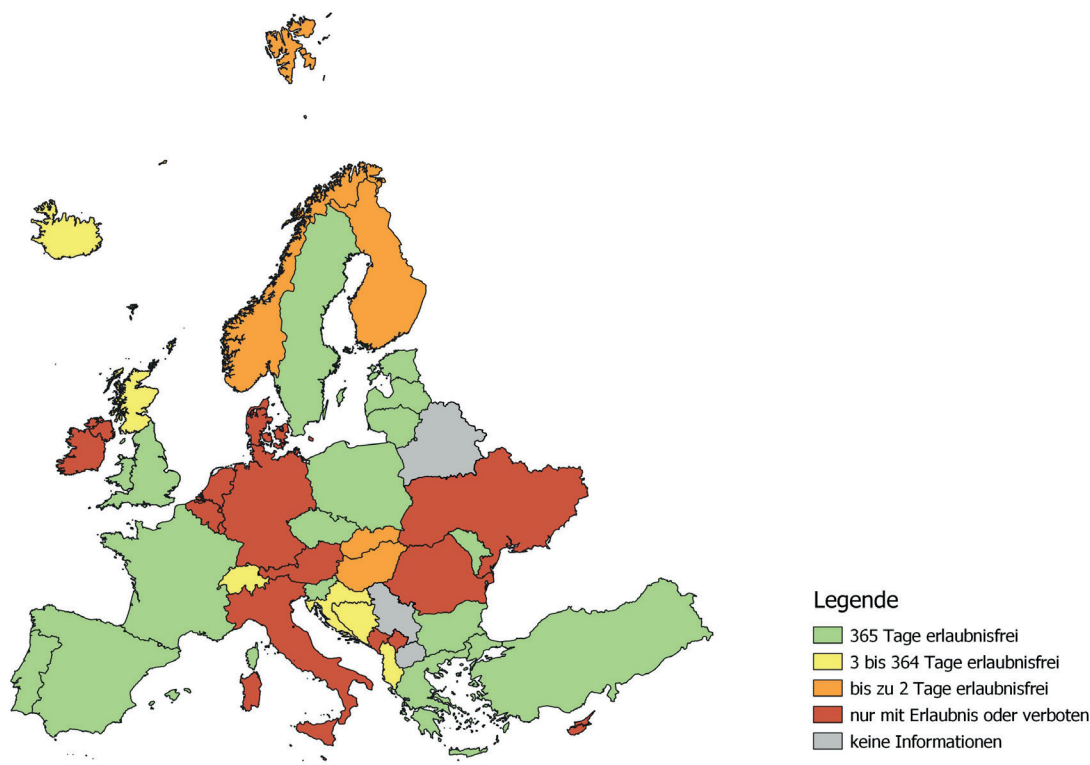 Legende
365 Tage erlaubnisfrei
3 bis 364 Tage erlaubnisfrei
bis zu 2 Tage erlaubnisfrei
nur mit Erlaubnis oder verboten
keine Informationen